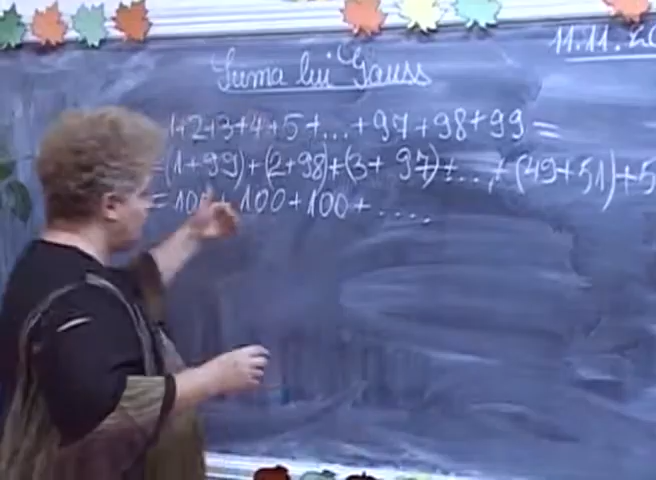 11.11.20
Suma lui Gauss
1+2+3+4+5+...+97+98+99=
=(1+99)+(2+98)+(3+97)+...+(49+51)+5
=100+100+100+....